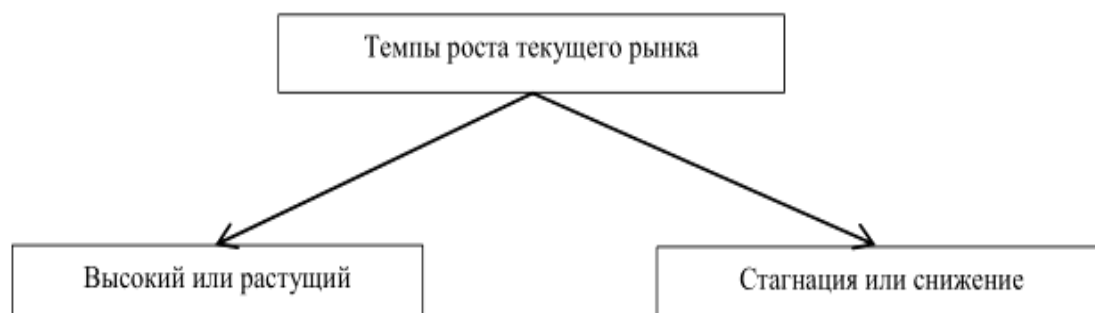 Темпы роста текущего рынка
Высокий или растущий
Стагнация или снижение